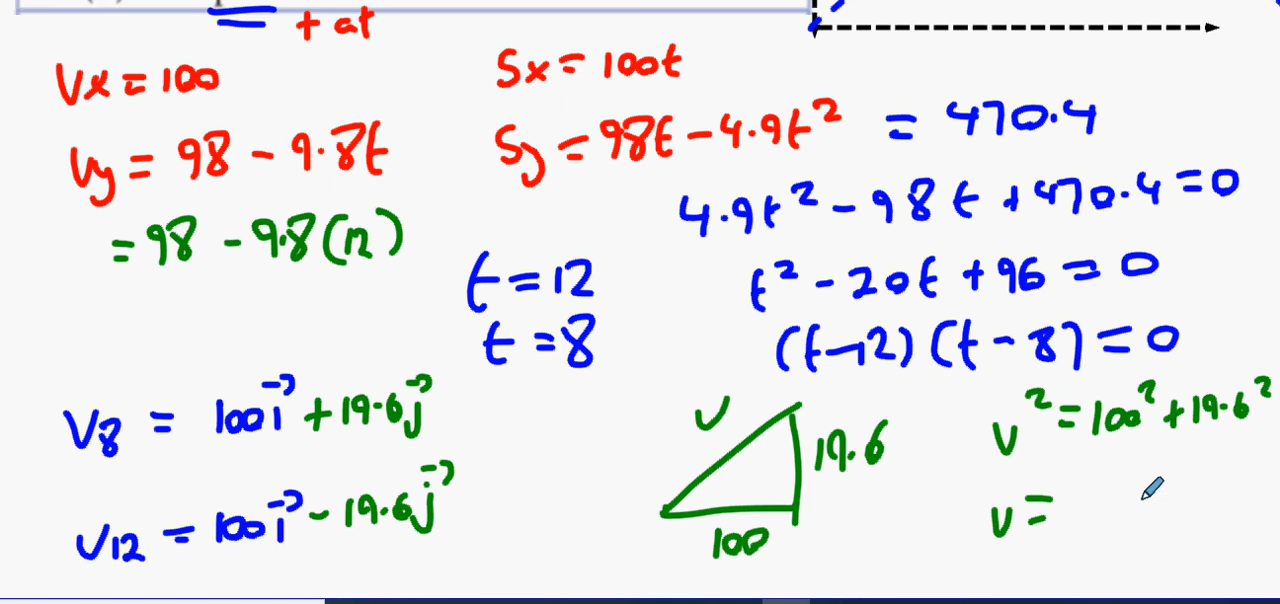 + at
Vx = 100
Sx = 100t
Vy = 98 - 9.8t
Sy = 98t - 4.9t² = 470.4
= 98 - 9.8(12)
4.9t² - 98t + 470.4 = 0
t = 12
t² - 20t + 96 = 0
t = 8
(t-12)(t-8) = 0
V8 = 100i⃗ + 19.6j⃗
V
19.6
100
V² = 100² + 19.6²
V12 = 100i⃗ - 19.6j⃗
V =